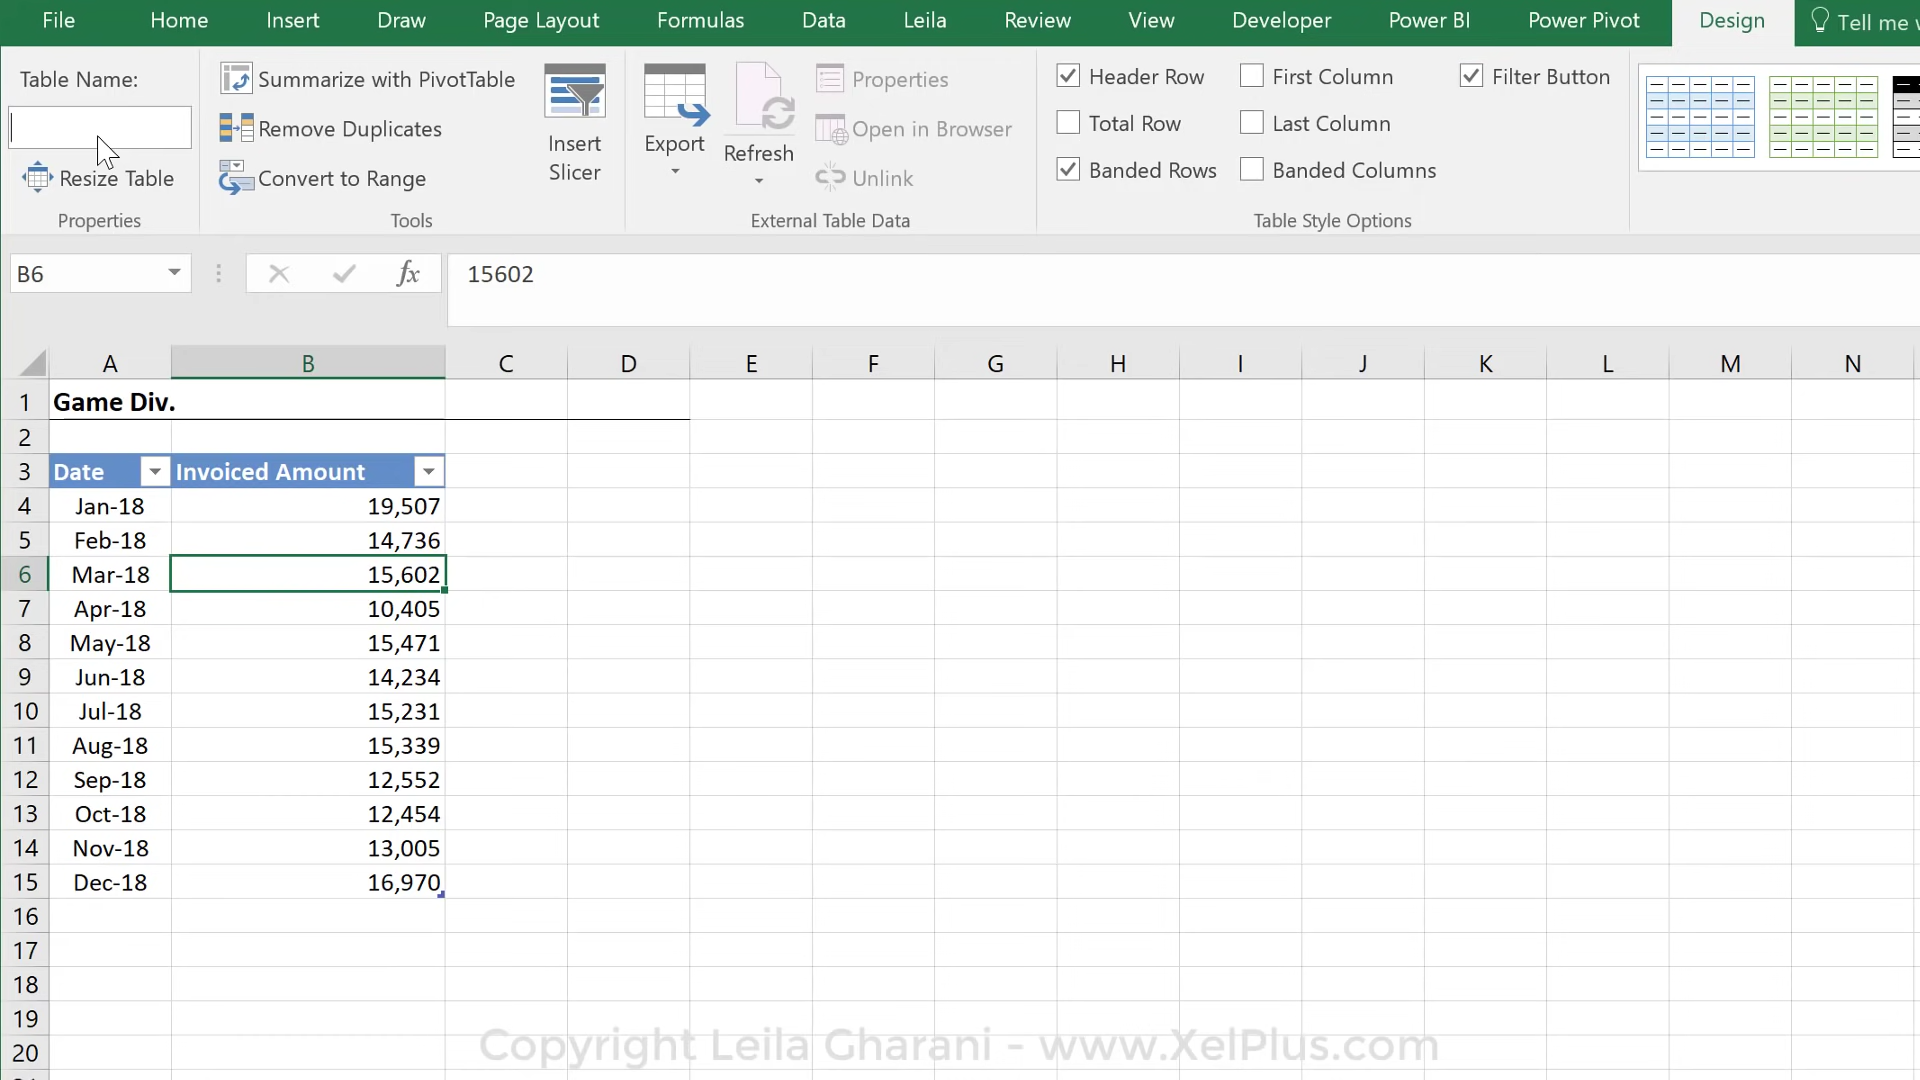 File Home Insert Draw Page Layout Formulas Data Leila Review View Developer Power BI Power Pivot Design Tell me
Table Name:
Resize Table
Properties
Summarize with PivotTable
Remove Duplicates
Convert to Range
Tools
Insert
Slicer
Export
Refresh
Properties
Open in Browser
Unlink
External Table Data
Header Row
Total Row
Banded Rows
First Column
Last Column
Banded Columns
Filter Button
Table Style Options
B6 fx 15602
A B C D E F G H I J K L M N
1 Game Div.
2
3 Date Invoiced Amount
4 Jan-18 19,507
5 Feb-18 14,736
6 Mar-18 15,602
7 Apr-18 10,405
8 May-18 15,471
9 Jun-18 14,234
10 Jul-18 15,231
11 Aug-18 15,339
12 Sep-18 12,552
13 Oct-18 12,454
14 Nov-18 13,005
15 Dec-18 16,970
16
17
18
19
20
Copyright Leila Gharani - www.XelPlus.com